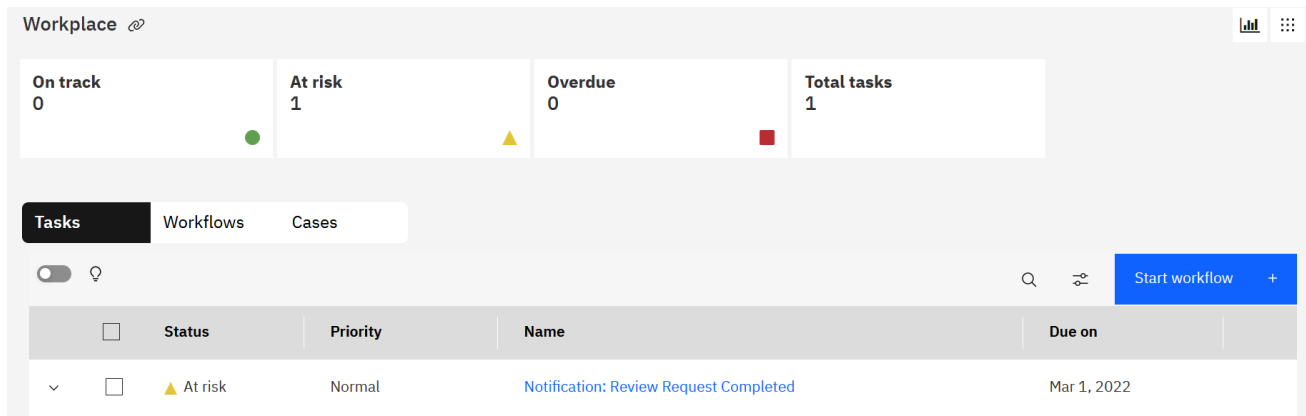 Workplace
On track
0
At risk
1
Overdue
0
Total tasks
1
Tasks Workflows Cases
Start workflow +
Status Priority Name Due on
At risk Normal Notification: Review Request Completed Mar 1, 2022